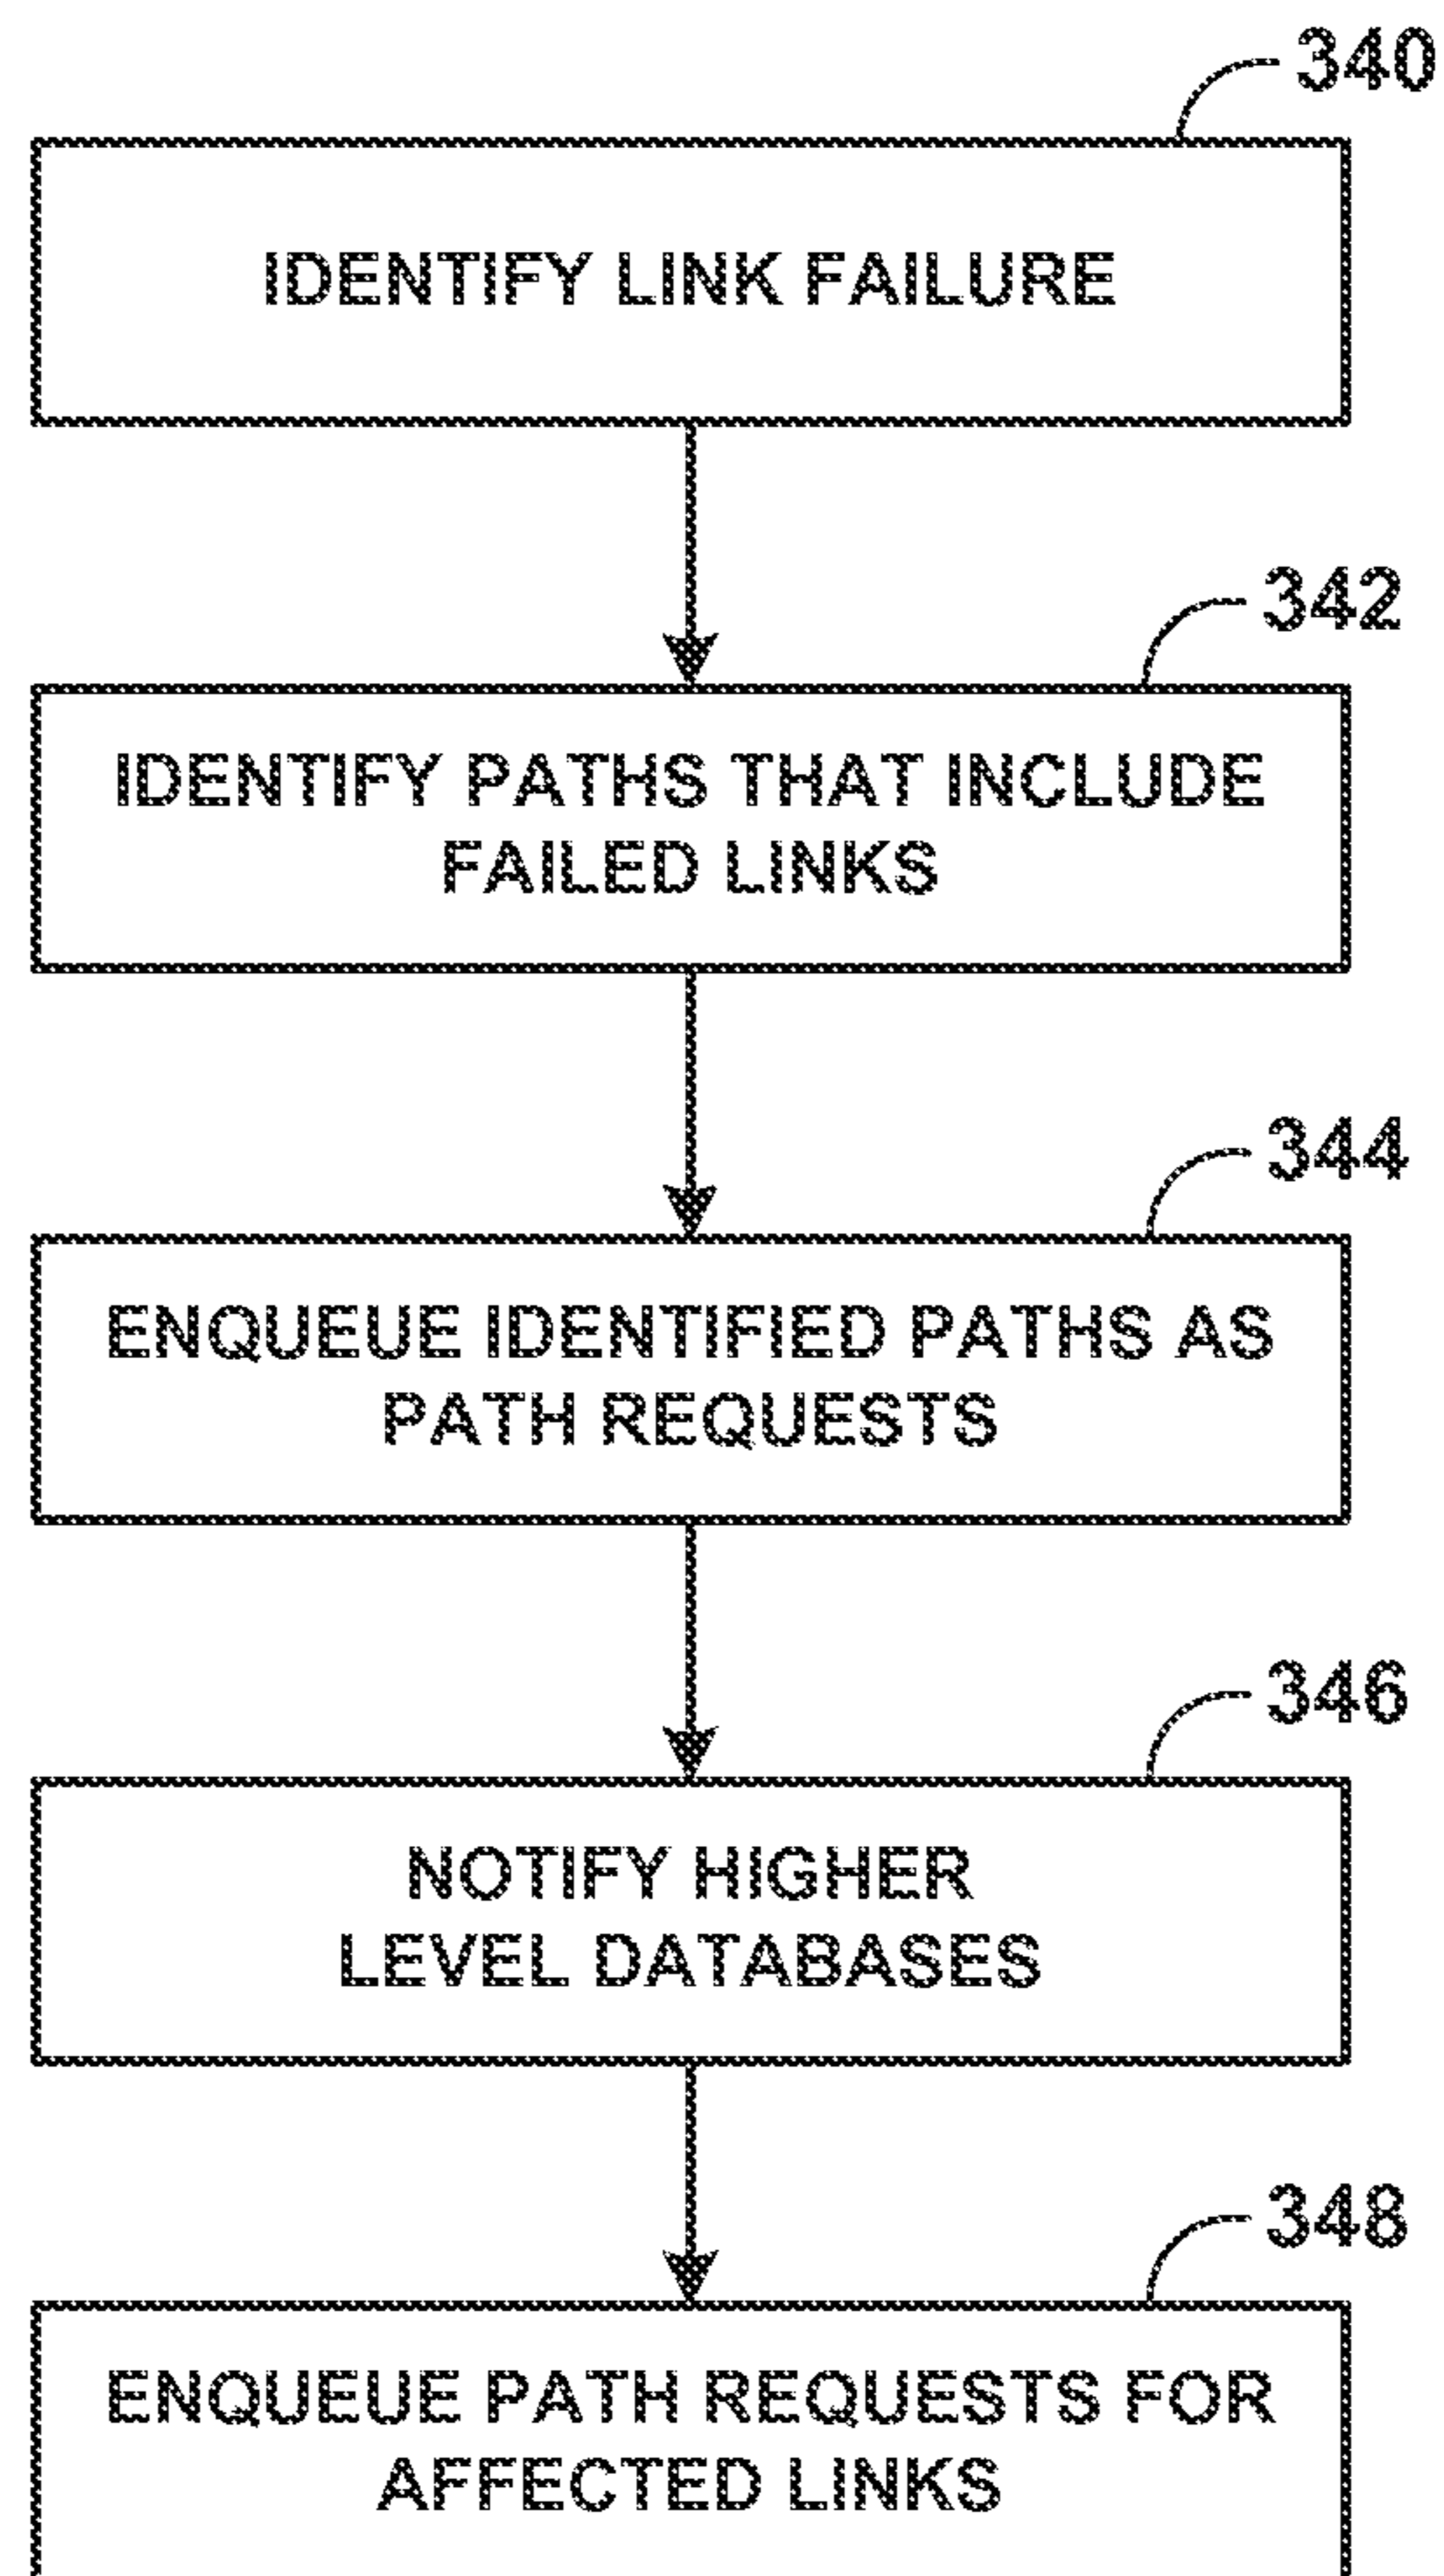 340
IDENTIFY LINK FAILURE
342
IDENTIFY PATHS THAT INCLUDE
FAILED LINKS
344
ENQUEUE IDENTIFIED PATHS AS
PATH REQUESTS
346
NOTIFY HIGHER
LEVEL DATABASES
348
ENQUEUE PATH REQUESTS FOR
AFFECTED LINKS